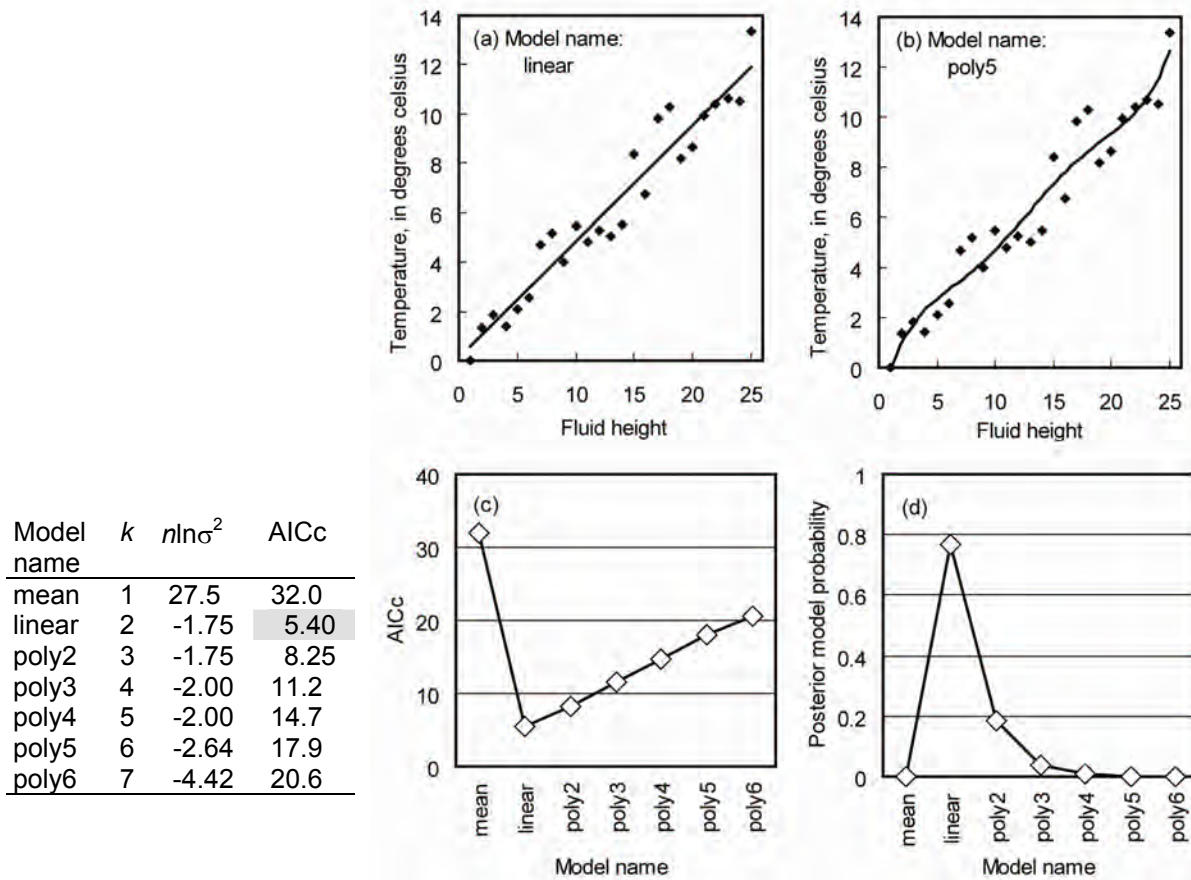 14
12
10
8
6
4
2
0
Temperature, in degrees celsius
(a) Model name:
linear
0 5 10 15 20 25
Fluid height
14
12
10
8
6
4
2
0
Temperature, in degrees celsius
(b) Model name:
poly5
0 5 10 15 20 25
Fluid height
Model k nlnσ² AICc
name
mean 1 27.5 32.0
linear 2 -1.75 5.40
poly2 3 -1.75 8.25
poly3 4 -2.00 11.2
poly4 5 -2.00 14.7
poly5 6 -2.64 17.9
poly6 7 -4.42 20.6
40
30
20
10
0
AICc
(c)
mean linear poly2 poly3 poly4 poly5 poly6
Model name
1
0.8
0.6
0.4
0.2
0
Posterior model probability
(d)
mean linear poly2 poly3 poly4 poly5 poly6
Model name